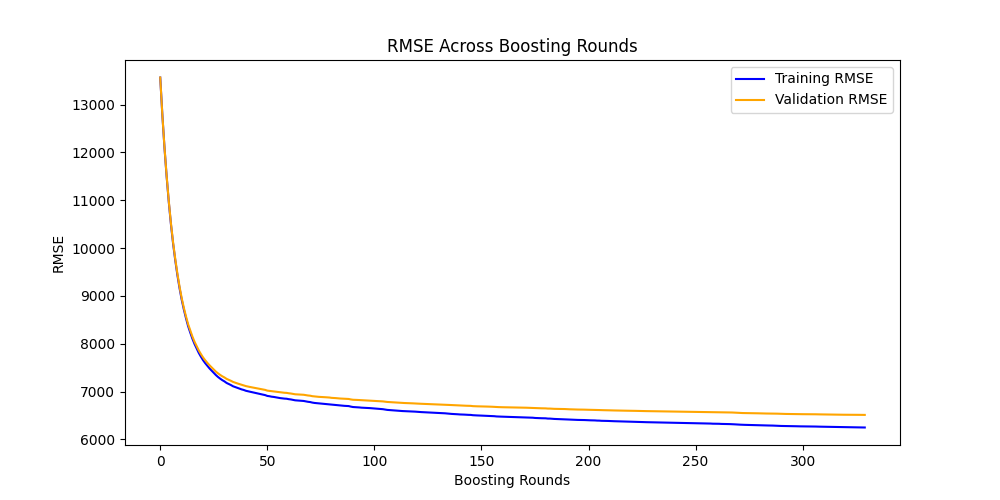 RMSE Across Boosting Rounds
Training RMSE
Validation RMSE
RMSE
13000
12000
11000
10000
9000
8000
7000
6000
0 50 100 150 200 250 300
Boosting Rounds